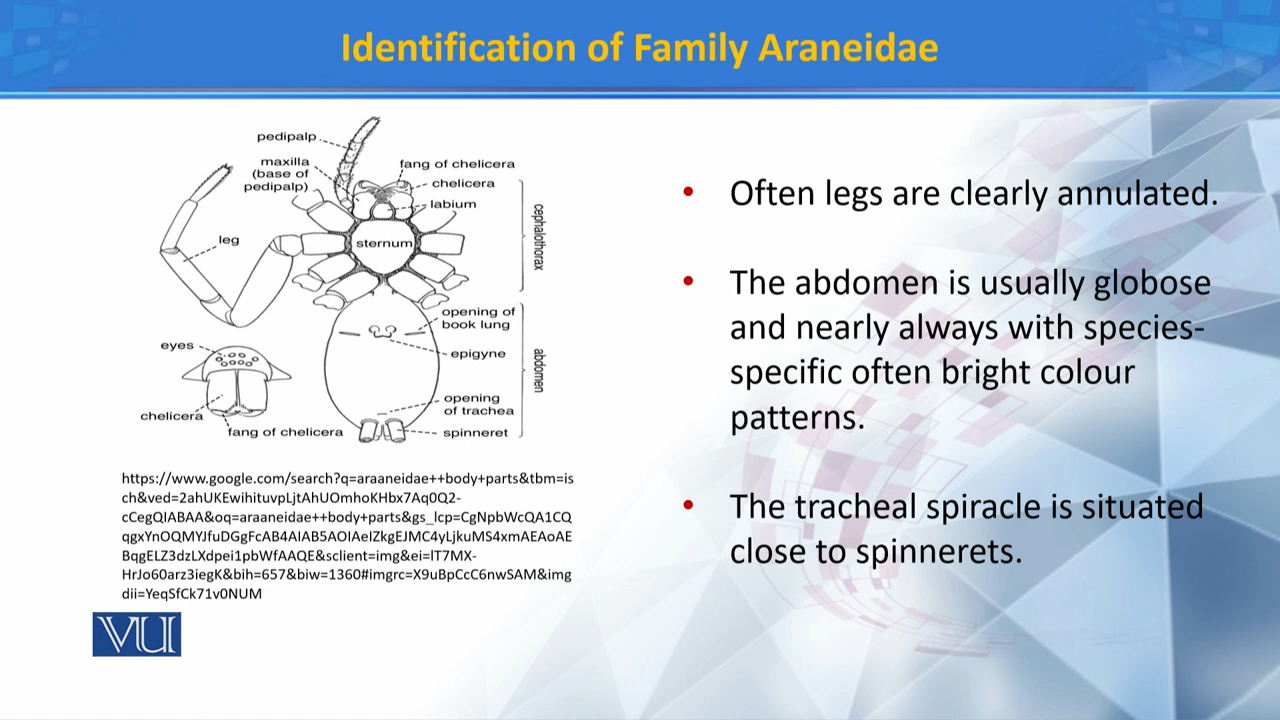 Identification of Family Araneidae
pedipalp
maxilla
(base of
pedipalp)
fang of chelicera
chelicera
labium
cephalothorax
leg
sternum
opening of
book lung
epigyne
abdomen
eyes
opening
of trachea
chelicera
fang of chelicera
spinneret
https://www.google.com/search?q=araaneidae++body+parts&tbm=is
ch&ved=2ahUKEwihituvpLjtAhUOmhoKHbx7Aq0Q2-
cCegQIABAA&oq=araaneidae++body+parts&gs_lcp=CgNpbWcQA1CQ
qgxYnOQMYJfuDGgFcAB4AIAB5AOIAelZkgEJMC4yLjkuMS4xmAEAoAE
BqgELZ3dzLXdpei1pbWfAAQE&sclient=img&ei=lT7MX-
HrJo60arz3iegK&bih=657&biw=1360#imgrc=X9uBpCcC6nwSAM&img
dii=YeqSfCk71v0NUM
VU
• Often legs are clearly annulated.
• The abdomen is usually globose
and nearly always with species-
specific often bright colour
patterns.
• The tracheal spiracle is situated
close to spinnerets.